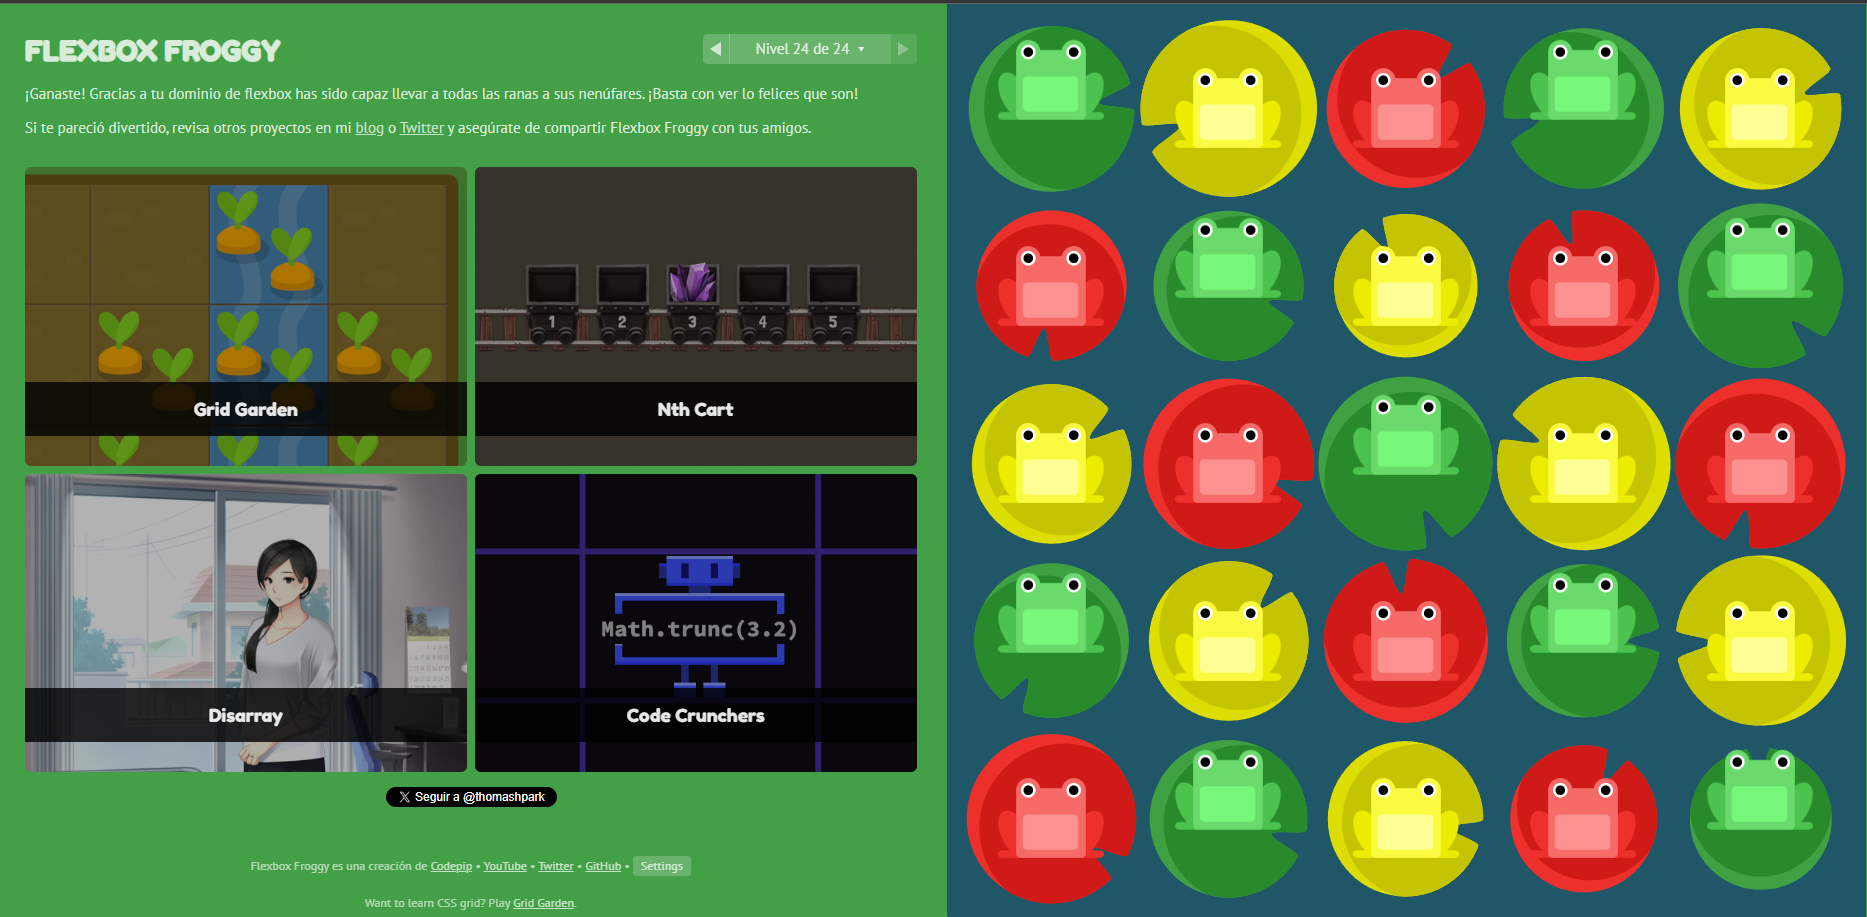 FLEXBOX FROGGY
Nivel 24 de 24
¡Ganaste! Gracias a tu dominio de flexbox has sido capaz llevar a todas las ranas a sus nenúfares. ¡Basta con ver lo felices que son!
Si te pareció divertido, revisa otros proyectos en mi blog o Twitter y asegúrate de compartir Flexbox Froggy con tus amigos.
1 2 3 4 5
Grid Garden
Nth Cart
Math.trunc(3.2)
Disarray
Code Crunchers
Seguir a @thomashpark
Flexbox Froggy es una creación de Codepip • YouTube • Twitter • GitHub • Settings
Want to learn CSS grid? Play Grid Garden.